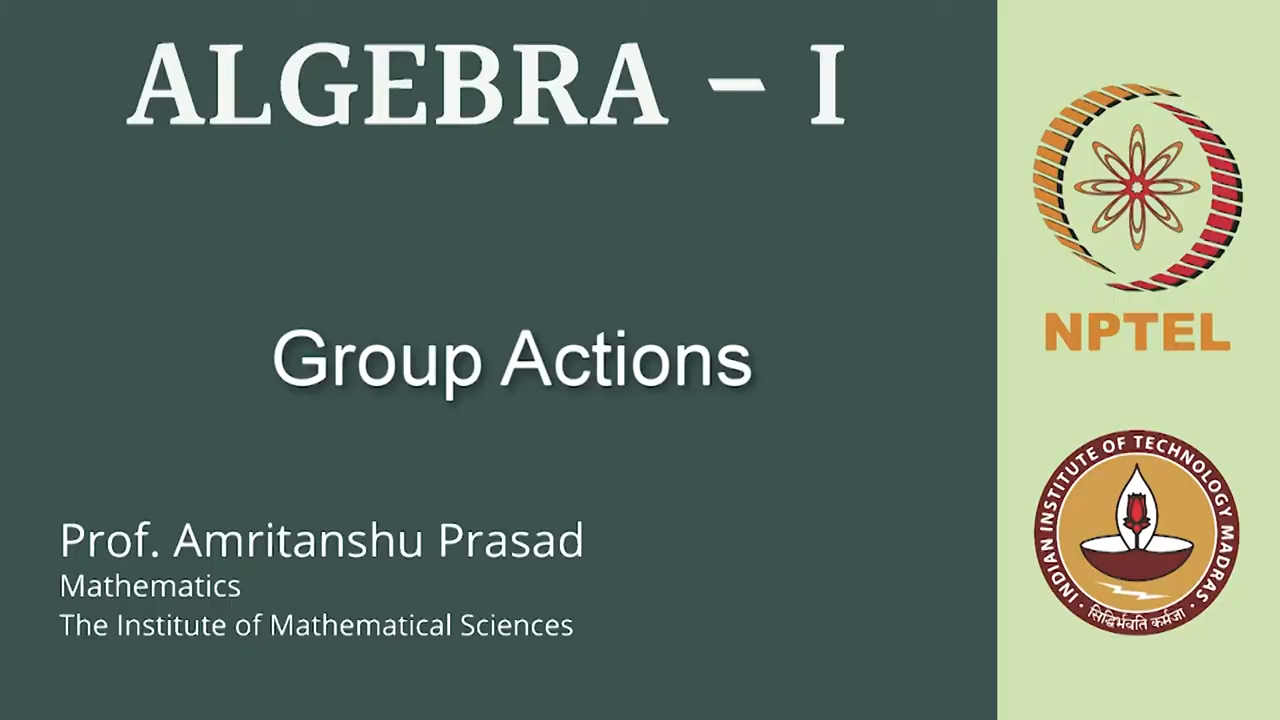 ALGEBRA – I
Group Actions
Prof. Amritanshu Prasad
Mathematics
The Institute of Mathematical Sciences
NPTEL
INDIAN INSTITUTE OF TECHNOLOGY MADRAS
सिद्धिर्भवति कर्मजा